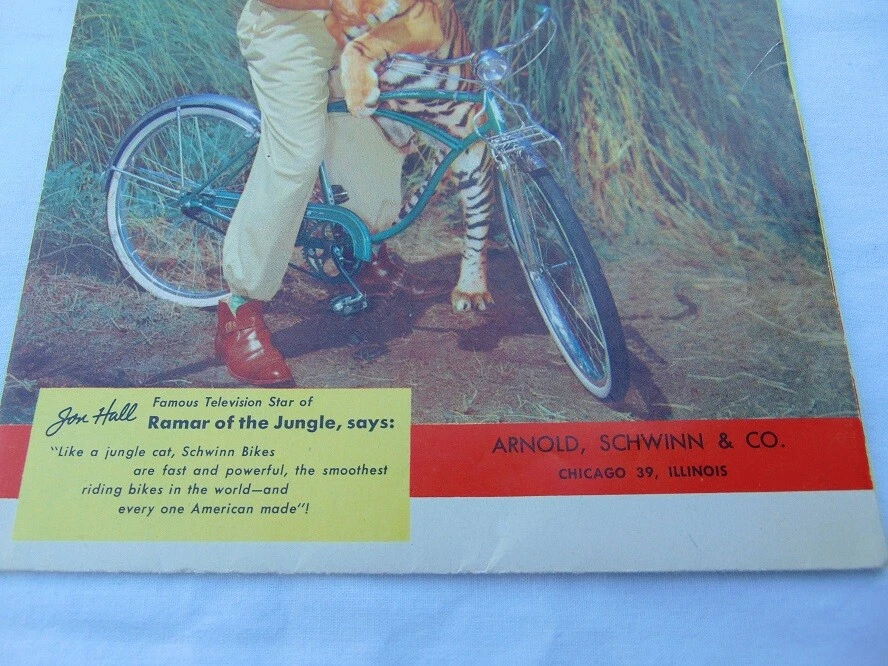 Jon Hall
Famous Television Star of
Ramar of the Jungle, says:
"Like a jungle cat, Schwinn Bikes
are fast and powerful, the smoothest
riding bikes in the world—and
every one American made"!
ARNOLD, SCHWINN & CO.
CHICAGO 39, ILLINOIS